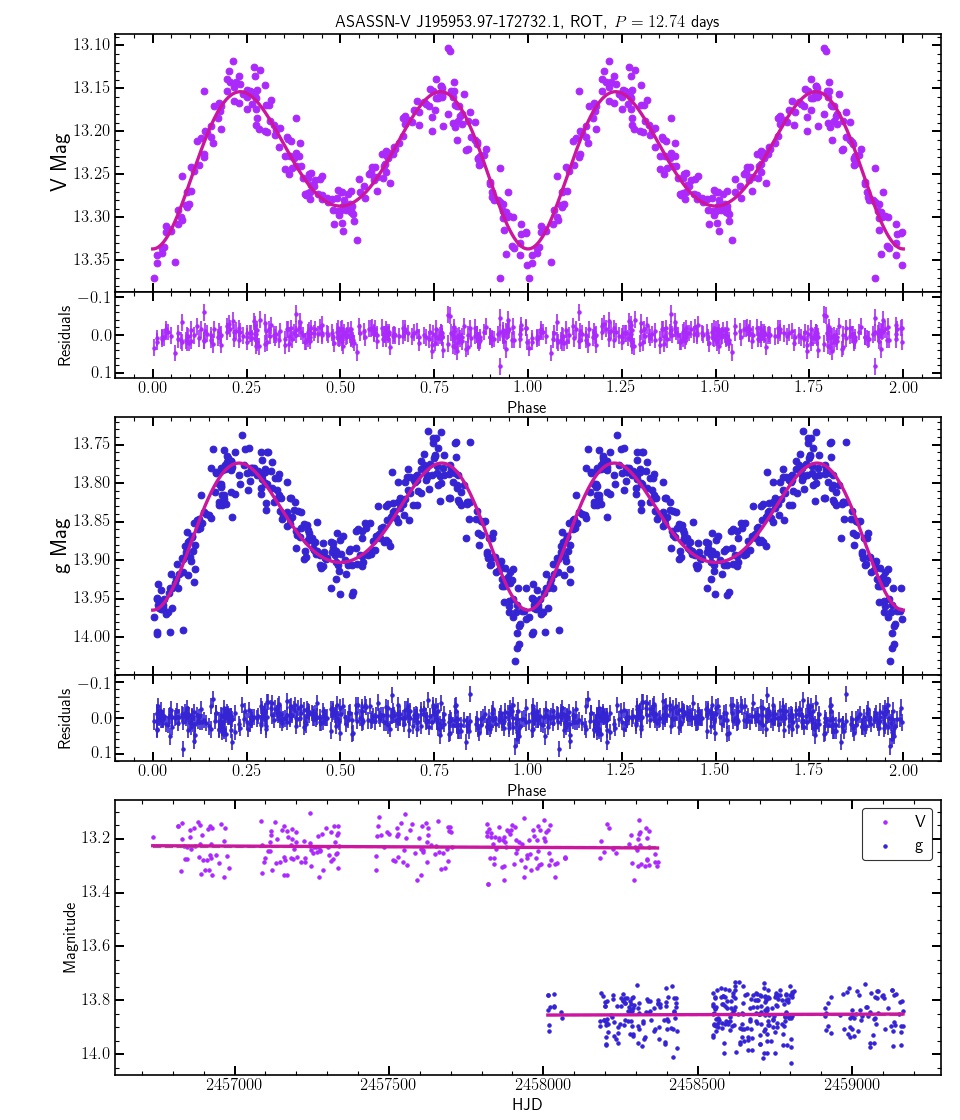 ASASSN-V J195953.97-172732.1, ROT, P = 12.74 days
V Mag
13.10
13.15
13.20
13.25
13.30
13.35
Residuals
−0.1
0.0
0.1
0.00 0.25 0.50 0.75 1.00 1.25 1.50 1.75 2.00
Phase
g Mag
13.75
13.80
13.85
13.90
13.95
14.00
Residuals
−0.1
0.0
0.1
0.00 0.25 0.50 0.75 1.00 1.25 1.50 1.75 2.00
Phase
Magnitude
13.2
13.4
13.6
13.8
14.0
V
g
2457000 2457500 2458000 2458500 2459000
HJD